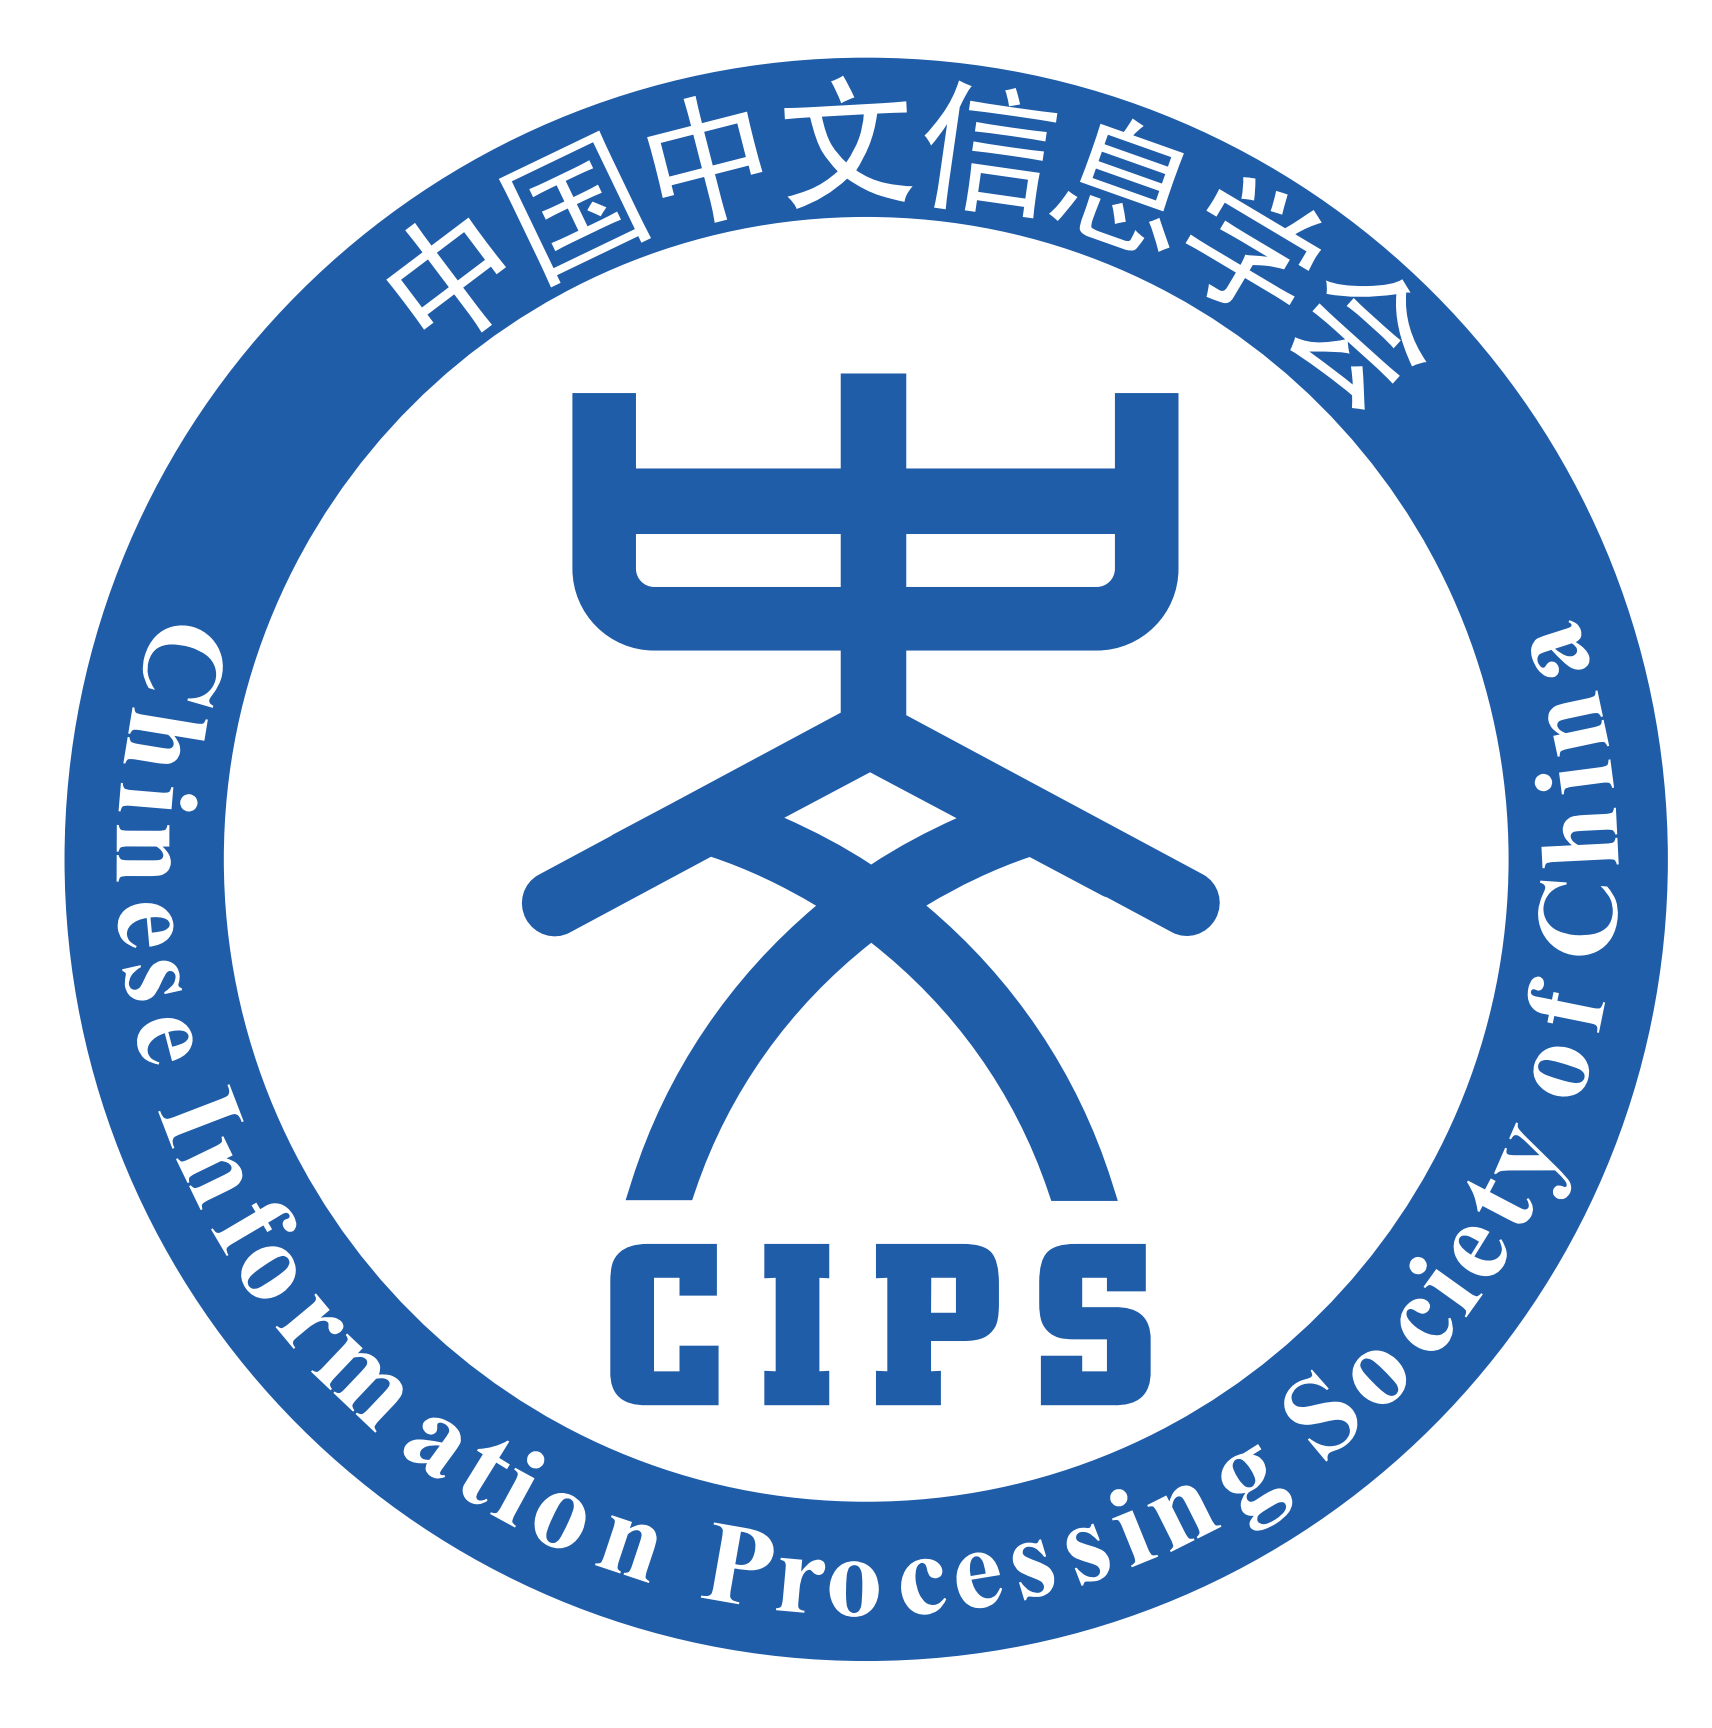 中国中文信息学会
CIPS
Chinese Information Processing Society of China